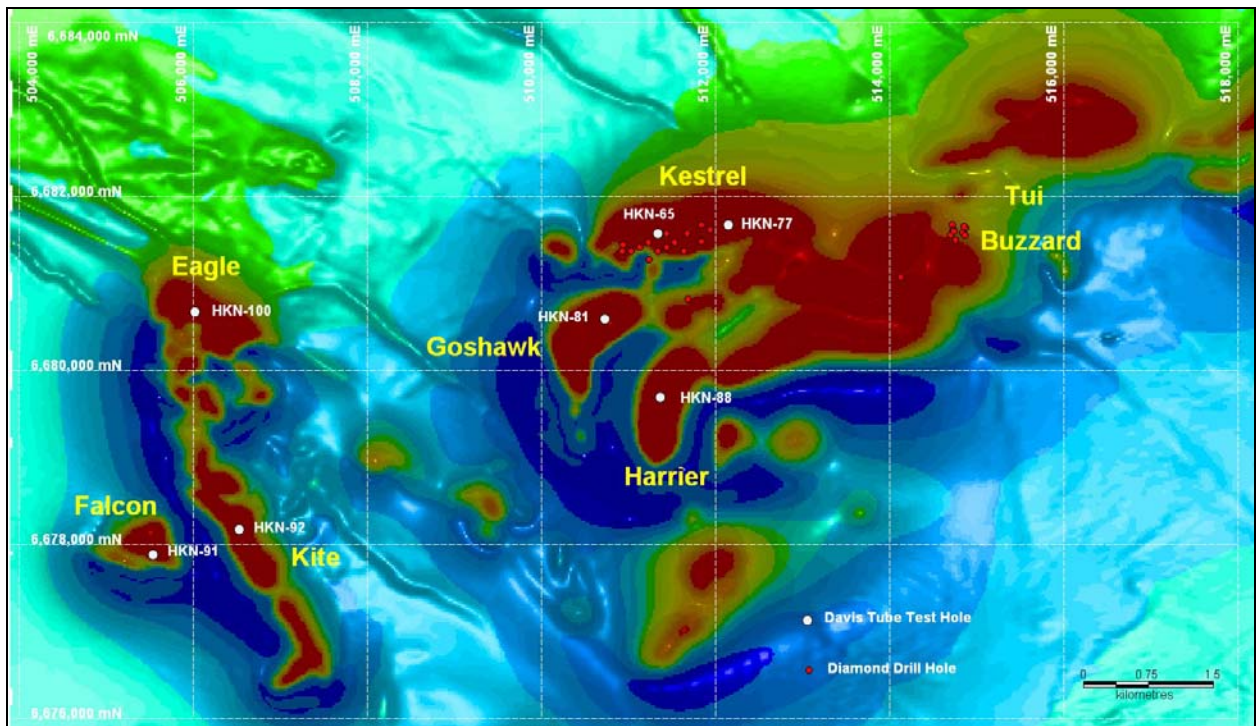 6,684,000 mN
504,000 mE
506,000 mE
508,000 mE
510,000 mE
512,000 mE
514,000 mE
516,000 mE
518,000 mE
Kestrel
6,682,000 mN
Tui
HKN-65
HKN-77
Buzzard
Eagle
HKN-100
HKN-81
Goshawk
6,680,000 mN
HKN-88
Harrier
Falcon
HKN-92
6,678,000 mN
HKN-91
Kite
Davis Tube Test Hole
Diamond Drill Hole
0 0.75 1.5
kilometres
6,676,000 mN